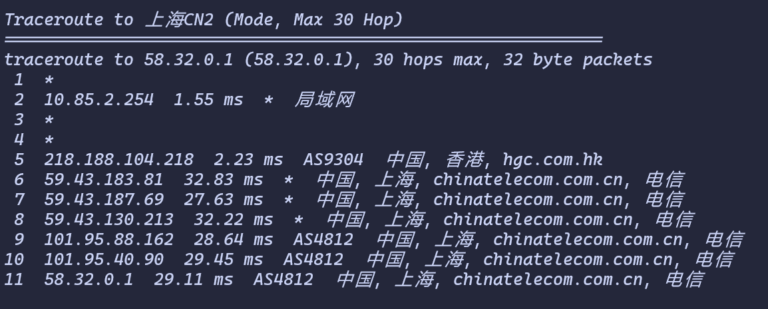 Traceroute to 上海CN2 (Mode, Max 30 Hop)
============================================================
traceroute to 58.32.0.1 (58.32.0.1), 30 hops max, 32 byte packets
1 *
2 10.85.2.254 1.55 ms * 局域网
3 *
4 *
5 218.188.104.218 2.23 ms AS9304 中国, 香港, hgc.com.hk
6 59.43.183.81 32.83 ms * 中国, 上海, chinatelecom.com.cn, 电信
7 59.43.187.69 27.63 ms * 中国, 上海, chinatelecom.com.cn, 电信
8 59.43.130.213 32.22 ms * 中国, 上海, chinatelecom.com.cn, 电信
9 101.95.88.162 28.64 ms AS4812 中国, 上海, chinatelecom.com.cn, 电信
10 101.95.40.90 29.45 ms AS4812 中国, 上海, chinatelecom.com.cn, 电信
11 58.32.0.1 29.11 ms AS4812 中国, 上海, chinatelecom.com.cn, 电信